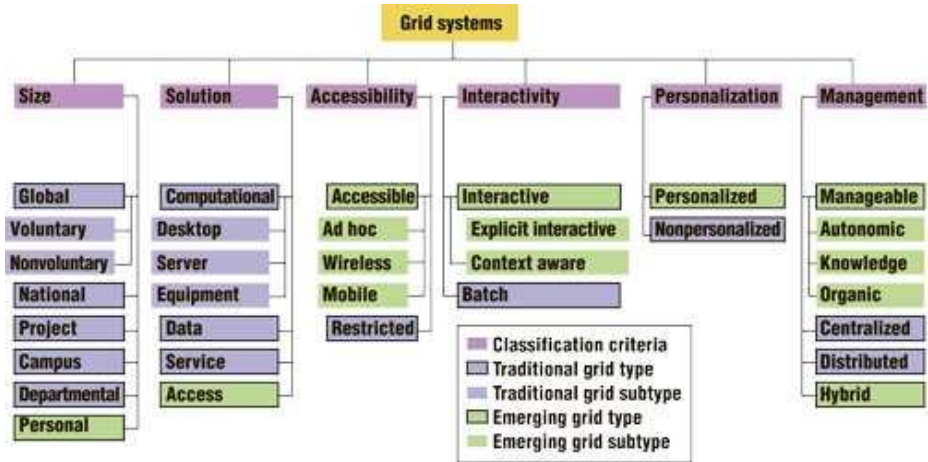 Grid systems
Size
Solution
Accessibility
Interactivity
Personalization
Management
Global
Voluntary
Nonvoluntary
National
Project
Campus
Departmental
Personal
Computational
Desktop
Server
Equipment
Data
Service
Access
Accessible
Ad hoc
Wireless
Mobile
Restricted
Interactive
Explicit interactive
Context aware
Batch
Personalized
Nonpersonalized
Manageable
Autonomic
Knowledge
Organic
Centralized
Distributed
Hybrid
Classification criteria
Traditional grid type
Traditional grid subtype
Emerging grid type
Emerging grid subtype